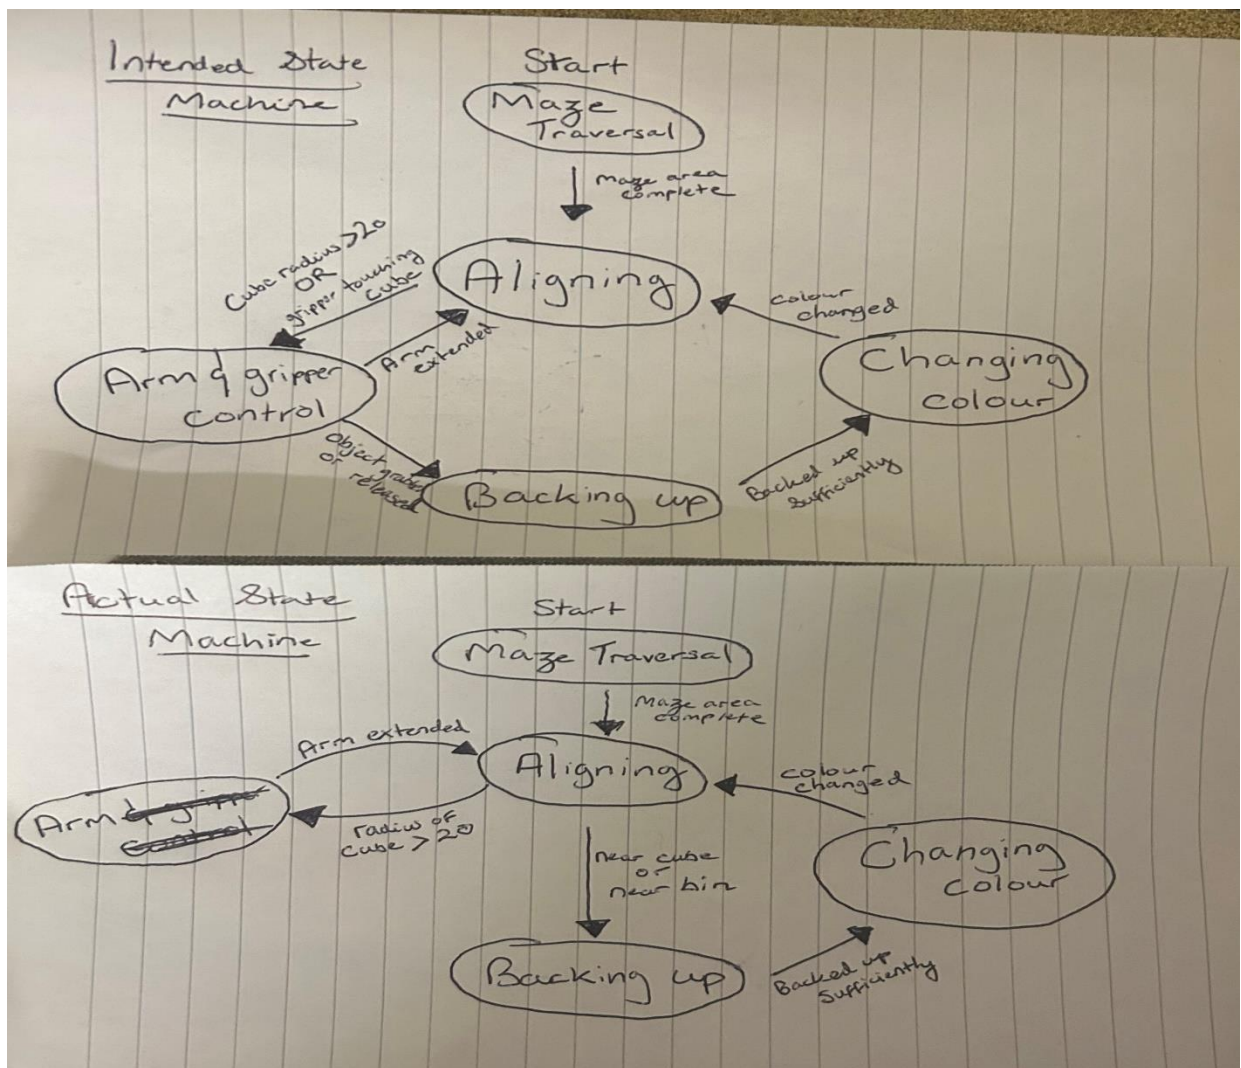 Intended State
Machine
Start
Maze
Traversal
Maze area
complete
Cube radius >20
OR
gripper touching
cube
Aligning
colour
changed
Arm & gripper
control
Arm
extended
Changing
colour
Object grabbed
or released
Backing up
Backed up
sufficiently
Actual State
Machine
Start
Maze Traversal
Maze area
complete
Arm extended
Aligning
colour
changed
Arm & gripper
control
radius of
cube >20
near cube
or
near bin
Changing
colour
Backing up
Backed up
sufficiently